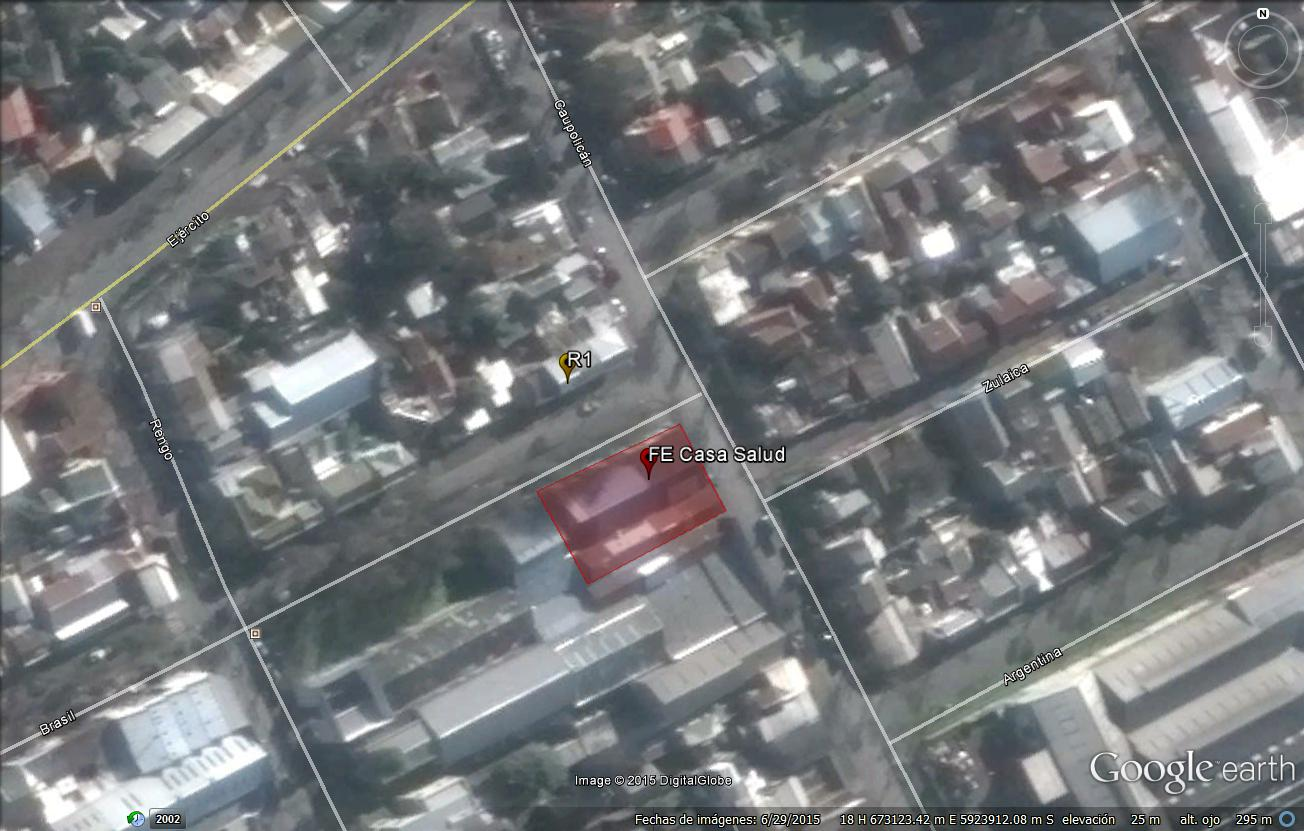 N
Caupolicán
Ejército
R1
Zulaica
Rengo
FE Casa Salud
Argentina
Brasil
Image © 2015 DigitalGlobe
Google earth
2002
Fechas de imágenes: 6/29/2015 18 H 673123.42 m E 5923912.08 m S elevación 25 m alt. ojo 295 m